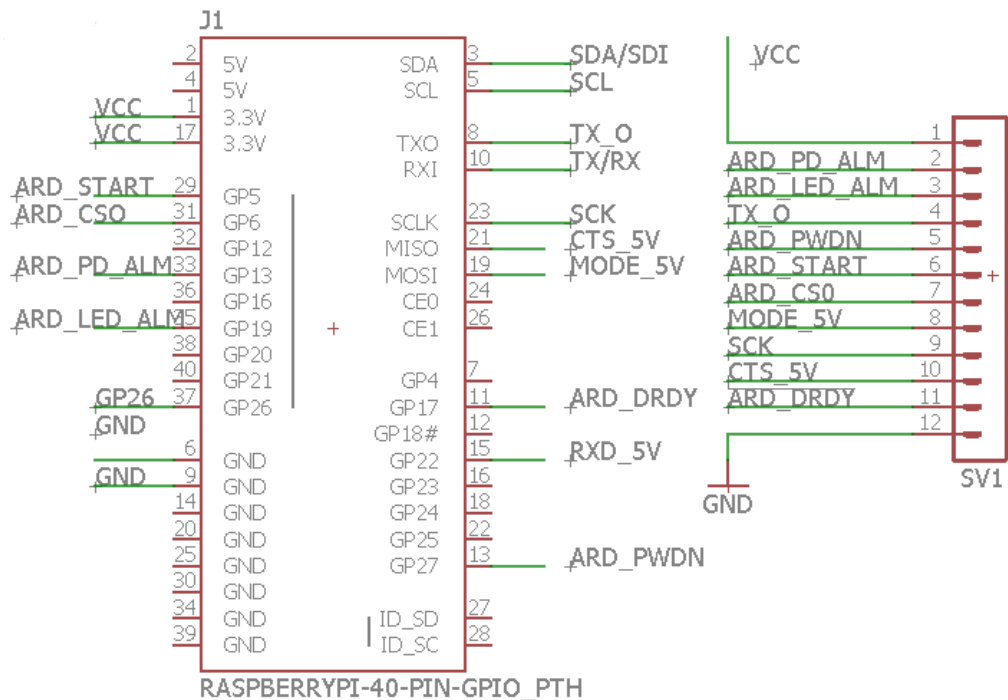 J1
2 5V SDA 3 SDA/SDI
4 5V SCL 5 SCL
VCC 1 3.3V
VCC 17 3.3V TXO 8 TX_O
RXI 10 TX/RX
ARD_START 29 GP5
ARD_CSO 31 GP6 SCLK 23 SCK
32 GP12 MISO 21 CTS_5V
ARD_PD_ALM 33 GP13 MOSI 19 MODE_5V
36 GP16 CE0 24
ARD_LED_ALM 35 GP19 CE1 26
38 GP20
40 GP21 GP4 7
GP26 37 GP26 GP17 11 ARD_DRDY
GND GP18# 12
6 GND GP22 15 RXD_5V
GND 9 GND GP23 16
14 GND GP24 18
20 GND GP25 22
25 GND GP27 13 ARD_PWDN
30 GND
34 GND ID_SD 27
39 GND ID_SC 28
RASPBERRYPI-40-PIN-GPIO_PTH
VCC
1
ARD_PD_ALM 2
ARD_LED_ALM 3
TX_O 4
ARD_PWDN 5
ARD_START 6
ARD_CS0 7
MODE_5V 8
SCK 9
CTS_5V 10
ARD_DRDY 11
12
SV1
GND